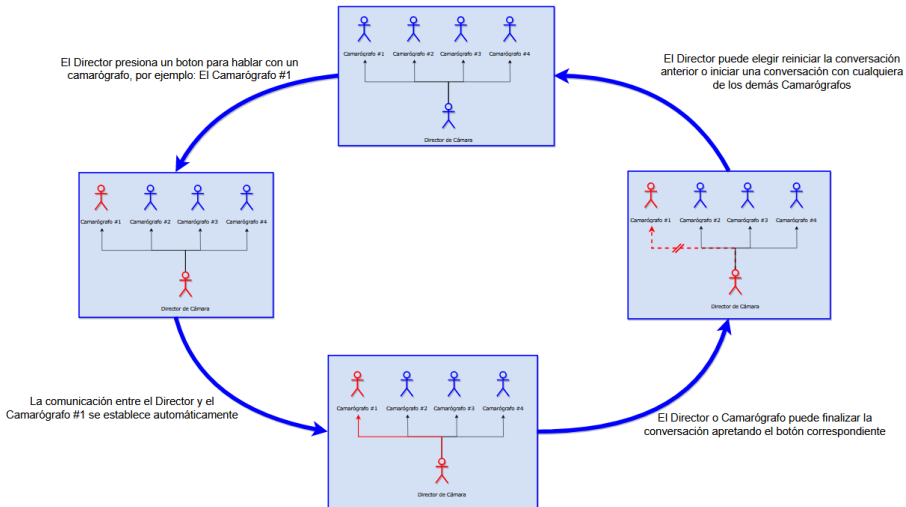 Camarógrafo #1
Camarógrafo #2
Camarógrafo #3
Camarógrafo #4
Director de Cámara
El Director presiona un boton para hablar con un
camarógrafo, por ejemplo: El Camarógrafo #1
El Director puede elegir reiniciar la conversación
anterior o iniciar una conversación con cualquiera
de los demás Camarógrafos
Camarógrafo #1
Camarógrafo #2
Camarógrafo #3
Camarógrafo #4
Director de Cámara
Camarógrafo #1
Camarógrafo #2
Camarógrafo #3
Camarógrafo #4
Director de Cámara
La comunicación entre el Director y el
Camarógrafo #1 se establece automáticamente
Camarógrafo #1
Camarógrafo #2
Camarógrafo #3
Camarógrafo #4
Director de Cámara
El Director o Camarógrafo puede finalizar la
conversación apretando el botón correspondiente